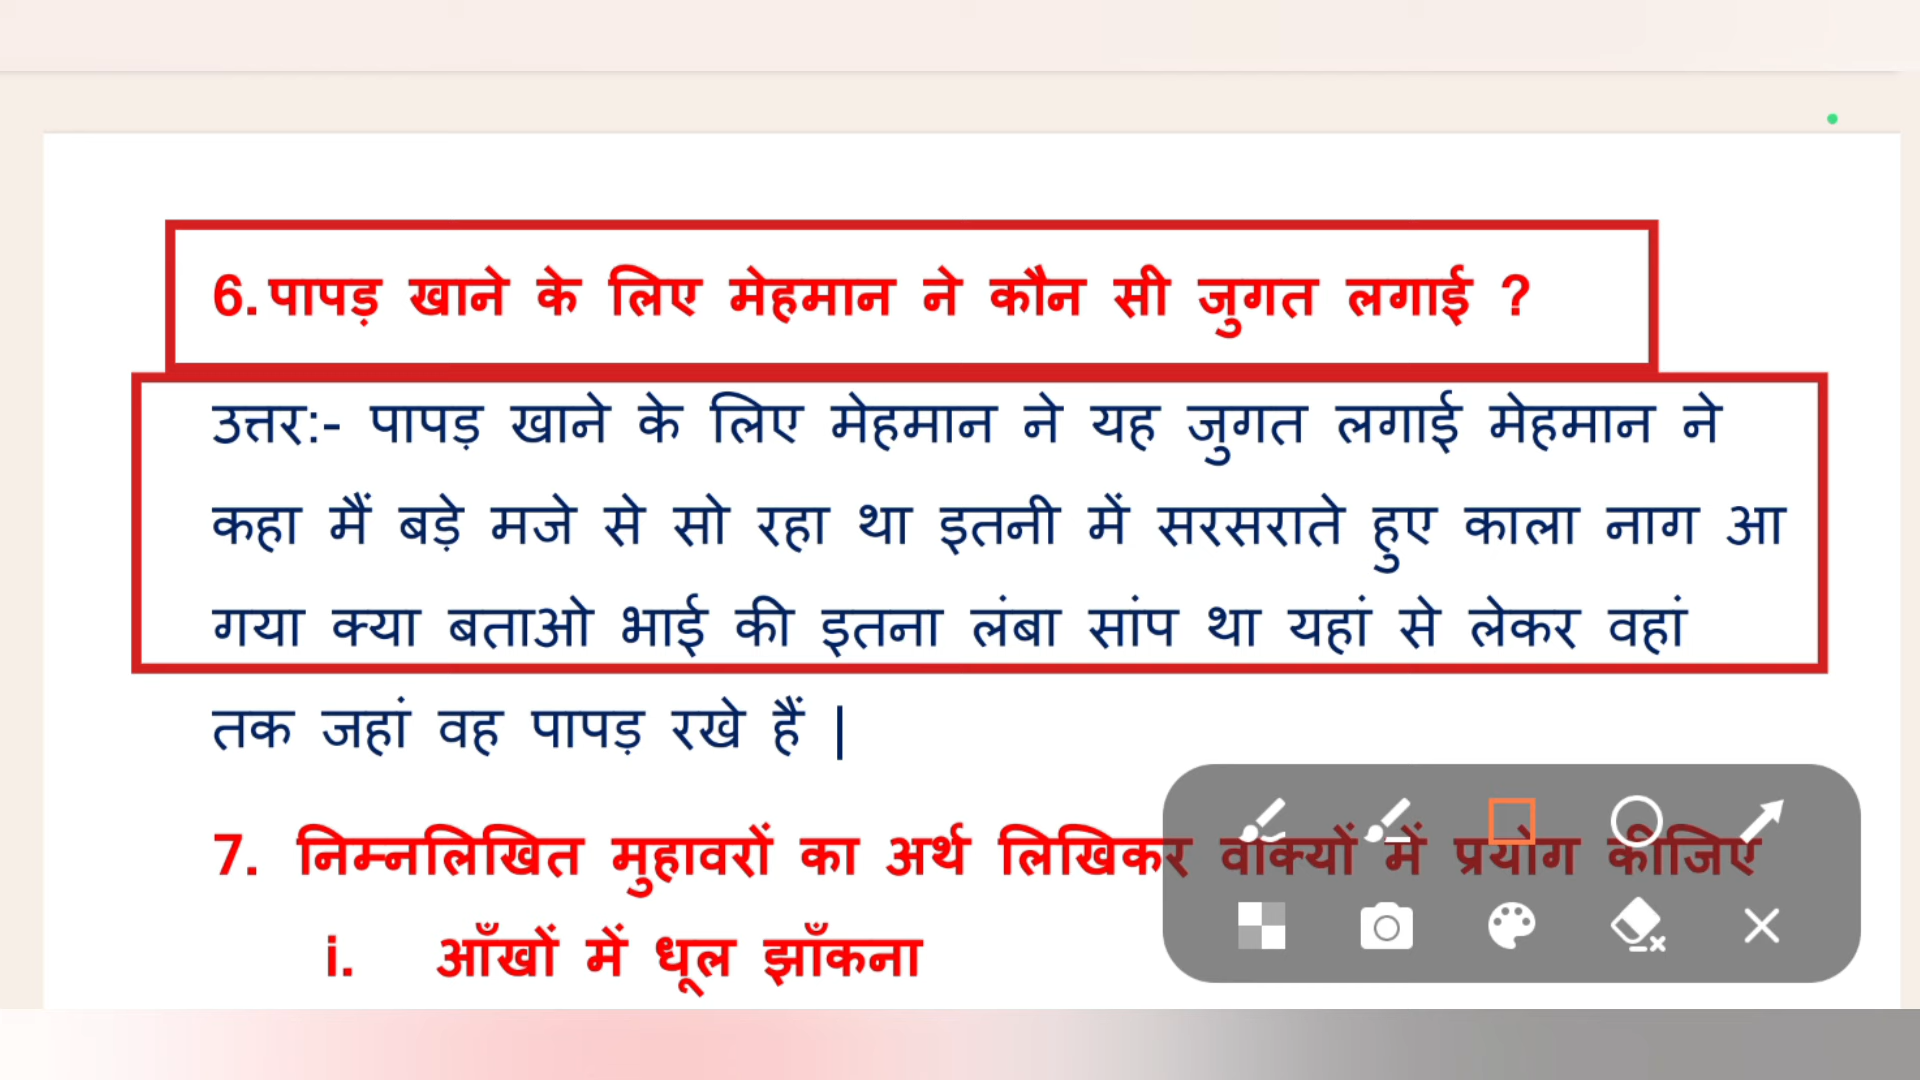 6. पापड़ खाने के लिए मेहमान ने कौन सी जुगत लगाई ?
उत्तर:- पापड़ खाने के लिए मेहमान ने यह जुगत लगाई मेहमान ने
कहा मैं बड़े मजे से सो रहा था इतनी में सरसराते हुए काला नाग आ
गया क्या बताओ भाई की इतना लंबा सांप था यहां से लेकर वहां
तक जहां वह पापड़ रखे हैं |
7. निम्नलिखित मुहावरों का अर्थ लिखिकर वाक्यों में प्रयोग कीजिए
i. आँखों में धूल झाँकना